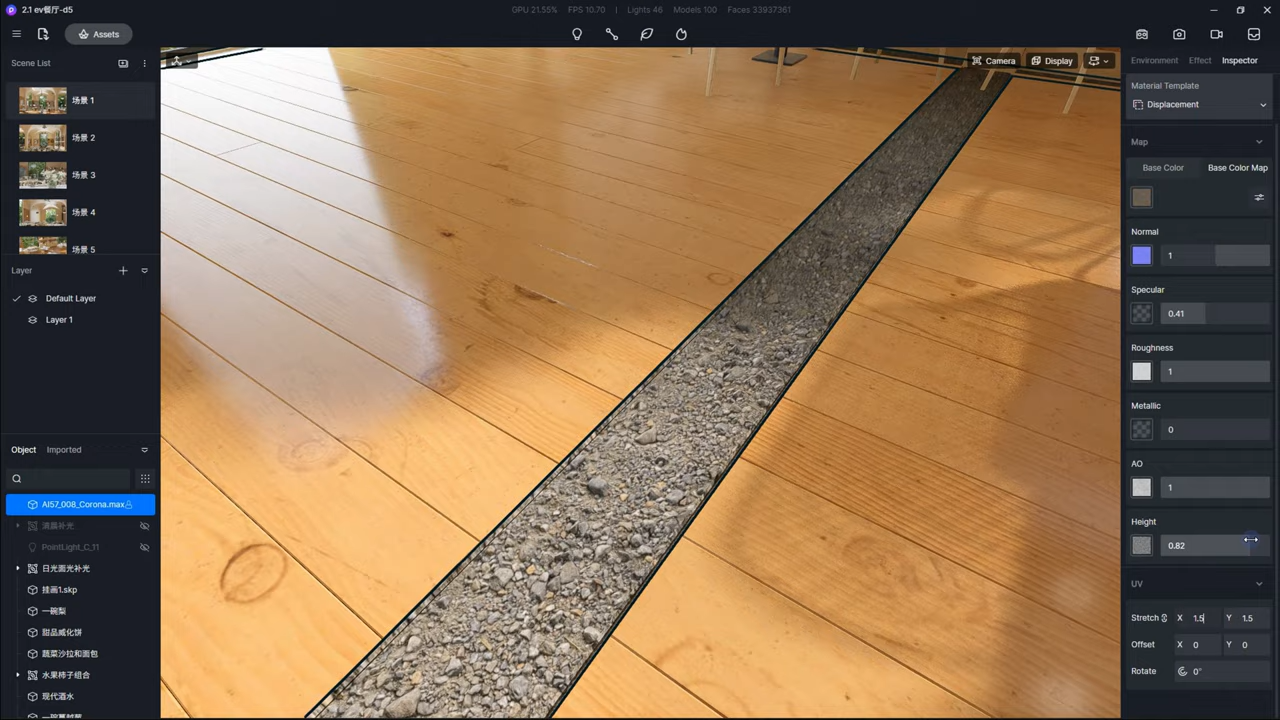 2.1 ev餐厅-d5
GPU 21.55%
FPS 10.70
Lights 46
Models 100
Faces 33937361
Assets
Scene List
场景 1
场景 2
场景 3
场景 4
场景 5
Layer
Default Layer
Layer 1
Object
Imported
AI57_008_Corona.max
清晨补光
PointLight_C_11
日光面光补光
挂画1.skp
一碗梨
甜品威化饼
蔬菜沙拉和面包
水果柿子组合
现代酒水
Camera
Display
Environment
Effect
Inspector
Material Template
Displacement
Map
Base Color
Base Color Map
Normal
1
Specular
0.41
Roughness
1
Metallic
0
AO
1
Height
0.82
UV
Stretch X 1.5 Y 1.5
Offset X 0 Y 0
Rotate 0°